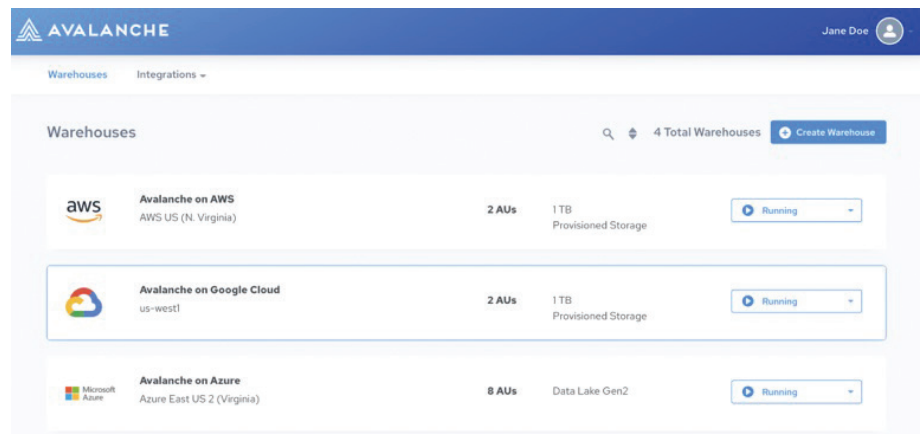 AVALANCHE
Jane Doe
Warehouses
Integrations
Warehouses
4 Total Warehouses
Create Warehouse
aws
Avalanche on AWS
AWS US (N. Virginia)
2 AUs
1 TB
Provisioned Storage
Running
Avalanche on Google Cloud
us-west1
2 AUs
1 TB
Provisioned Storage
Running
Microsoft
Azure
Avalanche on Azure
Azure East US 2 (Virginia)
8 AUs
Data Lake Gen2
Running